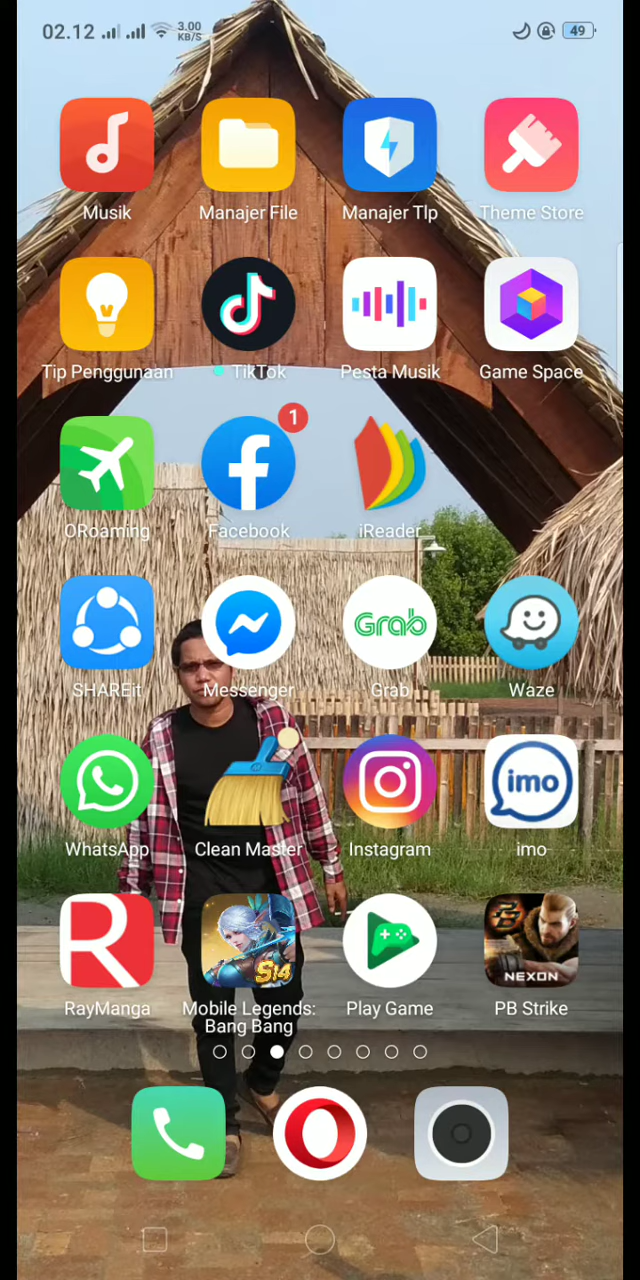 02.12
3.00
KB/S
49
Musik
Manajer File
Manajer Tlp
Theme Store
Tip Penggunaan
TikTok
Pesta Musik
Game Space
1
ORoaming
Facebook
iReader
Grab
SHAREit
Messenger
Grab
Waze
imo
WhatsApp
Clean Master
Instagram
imo
R
S14
NEXON
RayManga
Mobile Legends:
Bang Bang
Play Game
PB Strike